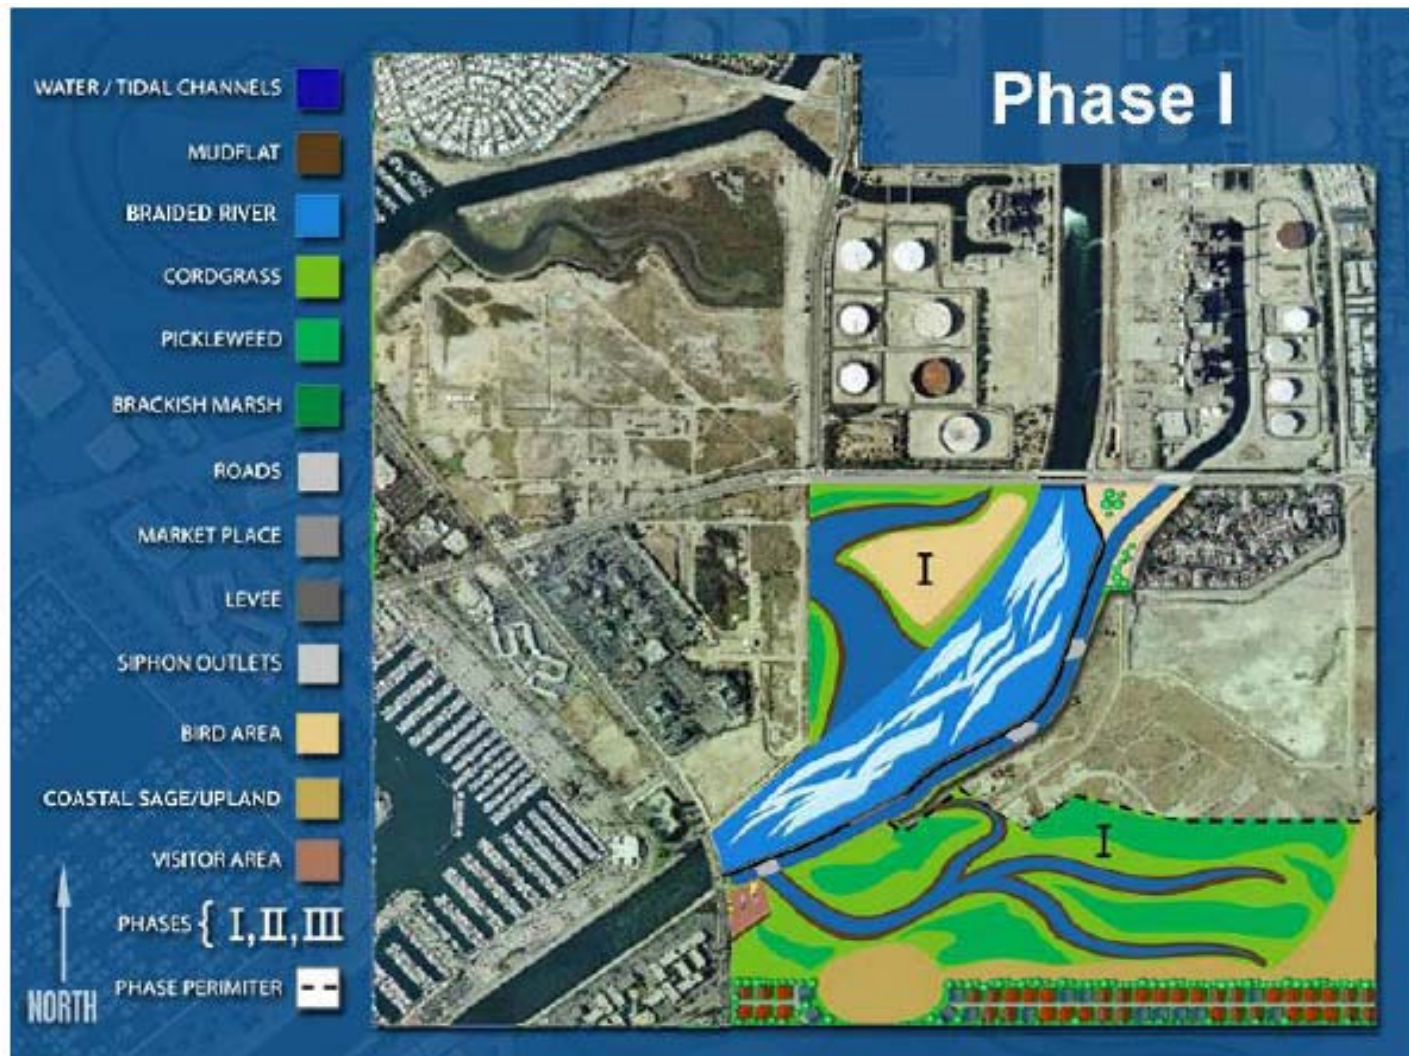 Phase I
WATER / TIDAL CHANNELS
MUDFLAT
BRAIDED RIVER
CORDGRASS
PICKLEWEED
BRACKISH MARSH
ROADS
MARKET PLACE
LEVEE
SIPHON OUTLETS
BIRD AREA
COASTAL SAGE/UPLAND
VISITOR AREA
PHASES { I,II,III
PHASE PERIMITER
NORTH
I
I